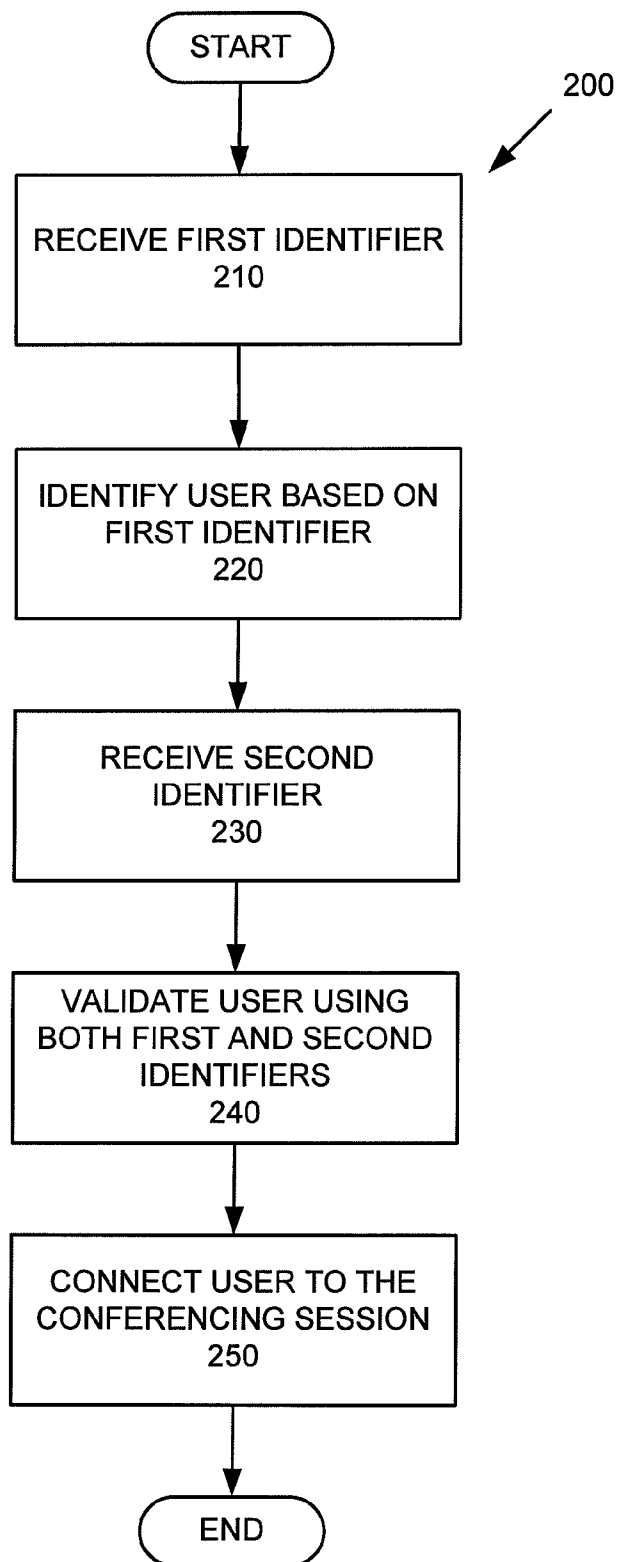 START
200
RECEIVE FIRST IDENTIFIER
210
IDENTIFY USER BASED ON
FIRST IDENTIFIER
220
RECEIVE SECOND
IDENTIFIER
230
VALIDATE USER USING
BOTH FIRST AND SECOND
IDENTIFIERS
240
CONNECT USER TO THE
CONFERENCING SESSION
250
END